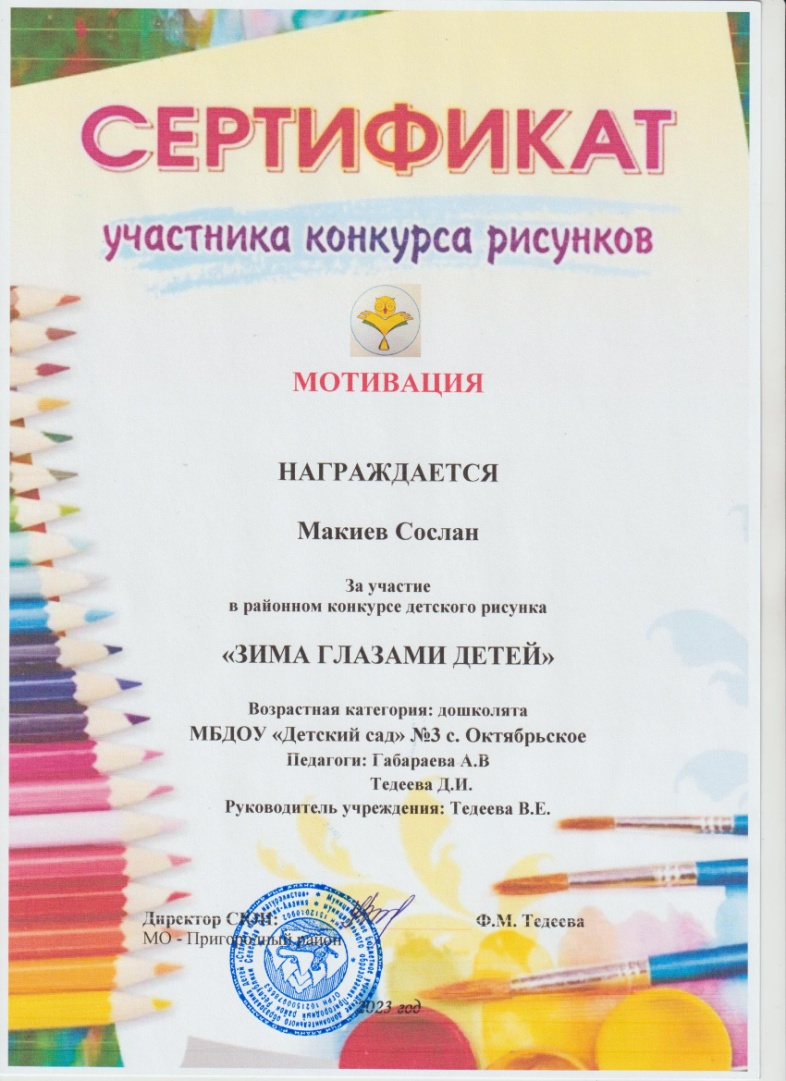 СЕРТИФИКАТ
участника конкурса рисунков
МОТИВАЦИЯ
НАГРАЖДАЕТСЯ
Макиев Сослан
За участие
в районном конкурсе детского рисунка
«ЗИМА ГЛАЗАМИ ДЕТЕЙ»
Возрастная категория: дошколята
МБДОУ «Детский сад» №3 с. Октябрьское
Педагоги: Габараева А.В
Тедеева Д.И.
Руководитель учреждения: Тедеева В.Е.
Директор СЮН:
Ф.М. Тедеева
МО - Пригородный район
2023 год